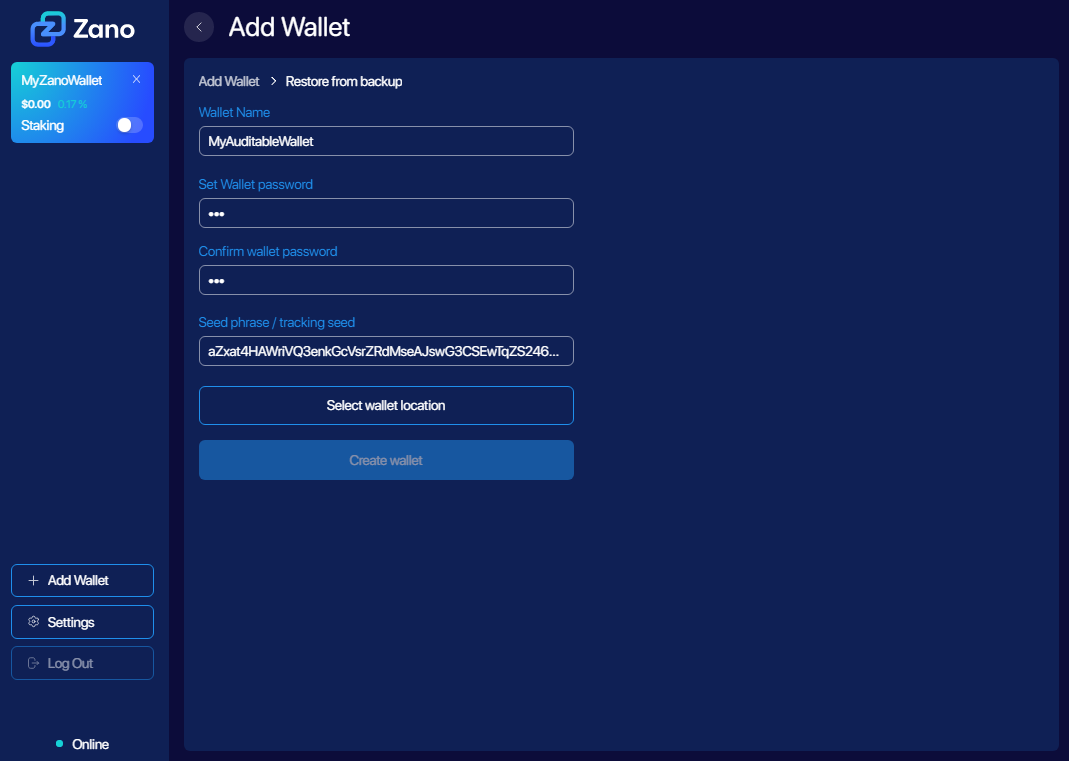 Zano
MyZanoWallet
$0.00 0.17 %
Staking
Add Wallet
Settings
Log Out
Online
Add Wallet
Add Wallet > Restore from backup
Wallet Name
MyAuditableWallet
Set Wallet password
•••
Confirm wallet password
•••
Seed phrase / tracking seed
aZxat4HAWriVQ3enkGcVsrZRdMseAJswG3CSEwTqZS246...
Select wallet location
Create wallet